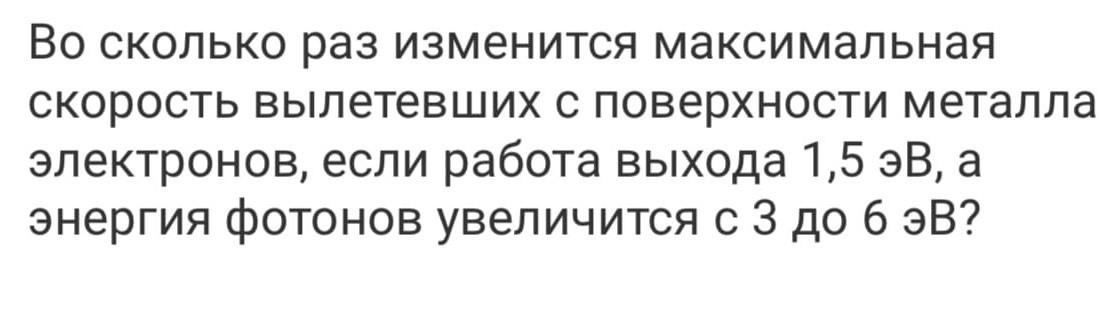 Во сколько раз изменится максимальная
скорость вылетевших с поверхности металла
электронов, если работа выхода 1,5 эВ, а
энергия фотонов увеличится с 3 до 6 эВ?